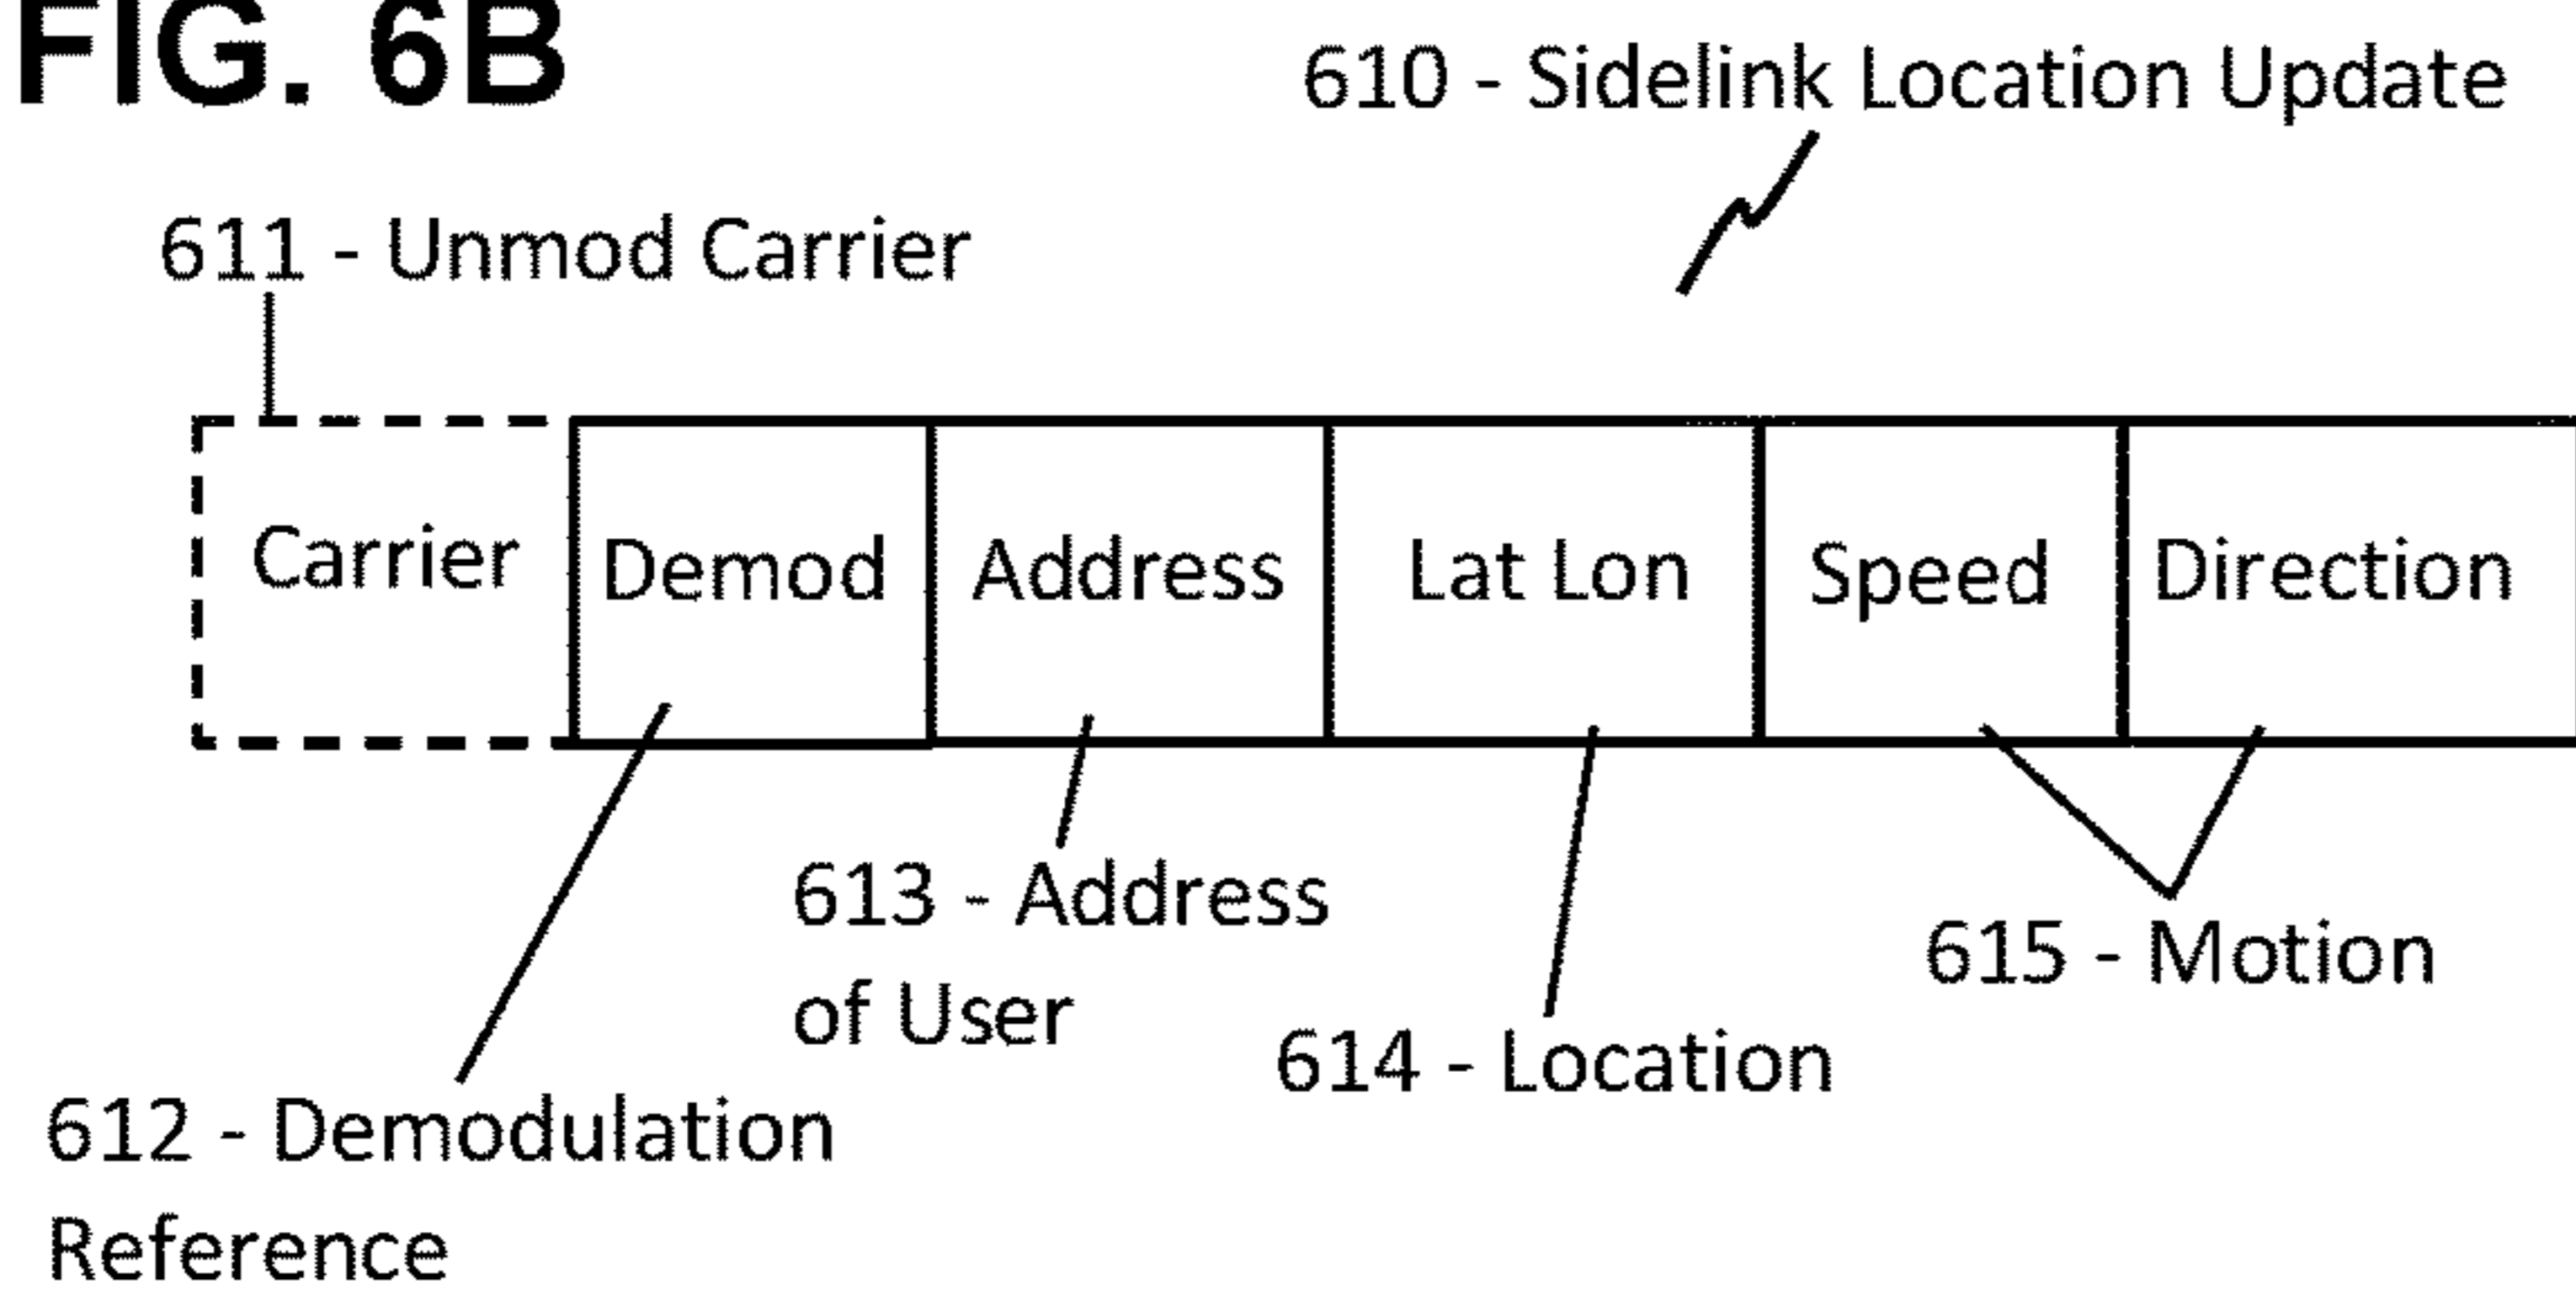 FIG. 6B
610 - Sidelink Location Update
611 - Unmod Carrier
Carrier
Demod
Address
Lat Lon
Speed
Direction
613 - Address
of User
615 - Motion
614 - Location
612 - Demodulation
Reference